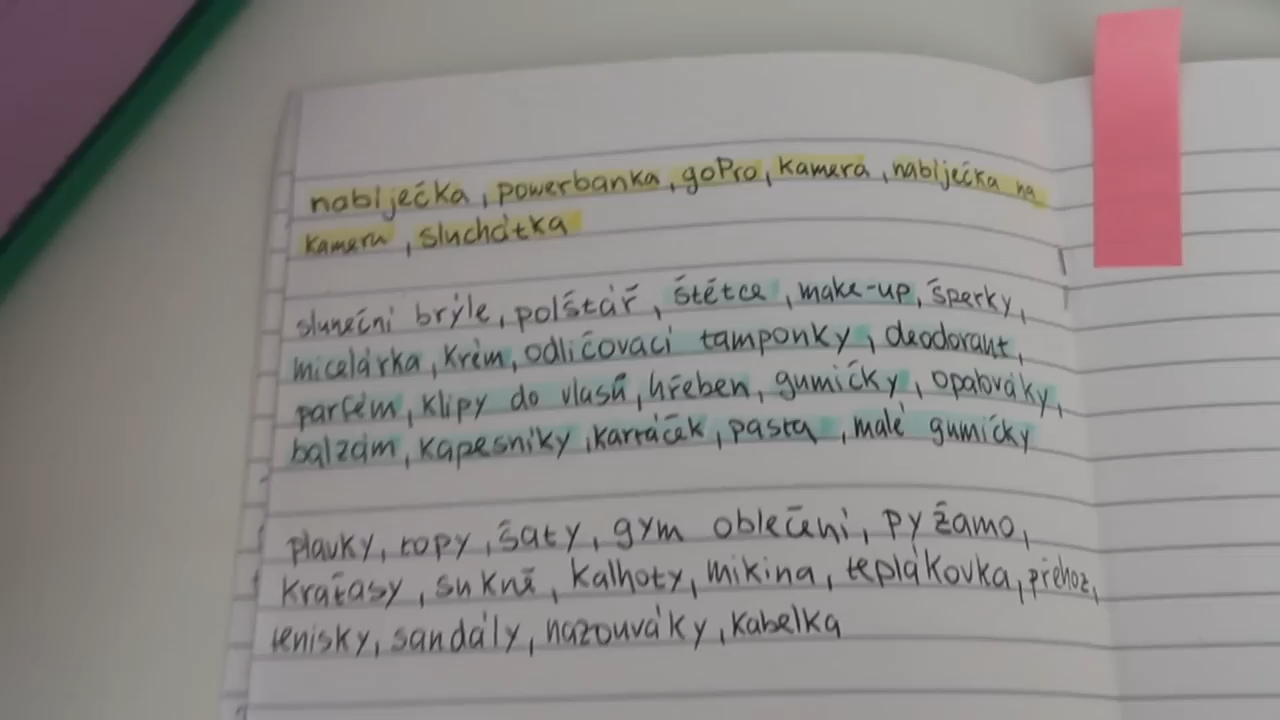 nabljěčka, powerbanka, goPro, kamera, nabljěčka na
kameru, sluchátka
sluneční brýle, polštář, štětce, make-up, šperky,
micelárka, krém, odličovací tamponky, deodorant,
parfém, klipy do vlasů, hřeben, gumičky, opalováky,
balzám, kapesníky, kartáček, pasta, malé gumičky
plavky, topy, šaty, gym oblečení, pyžamo,
kraťasy, sukně, kalhoty, mikina, teplákovka, přehoz,
tenisky, sandály, nazouváky, kabelka